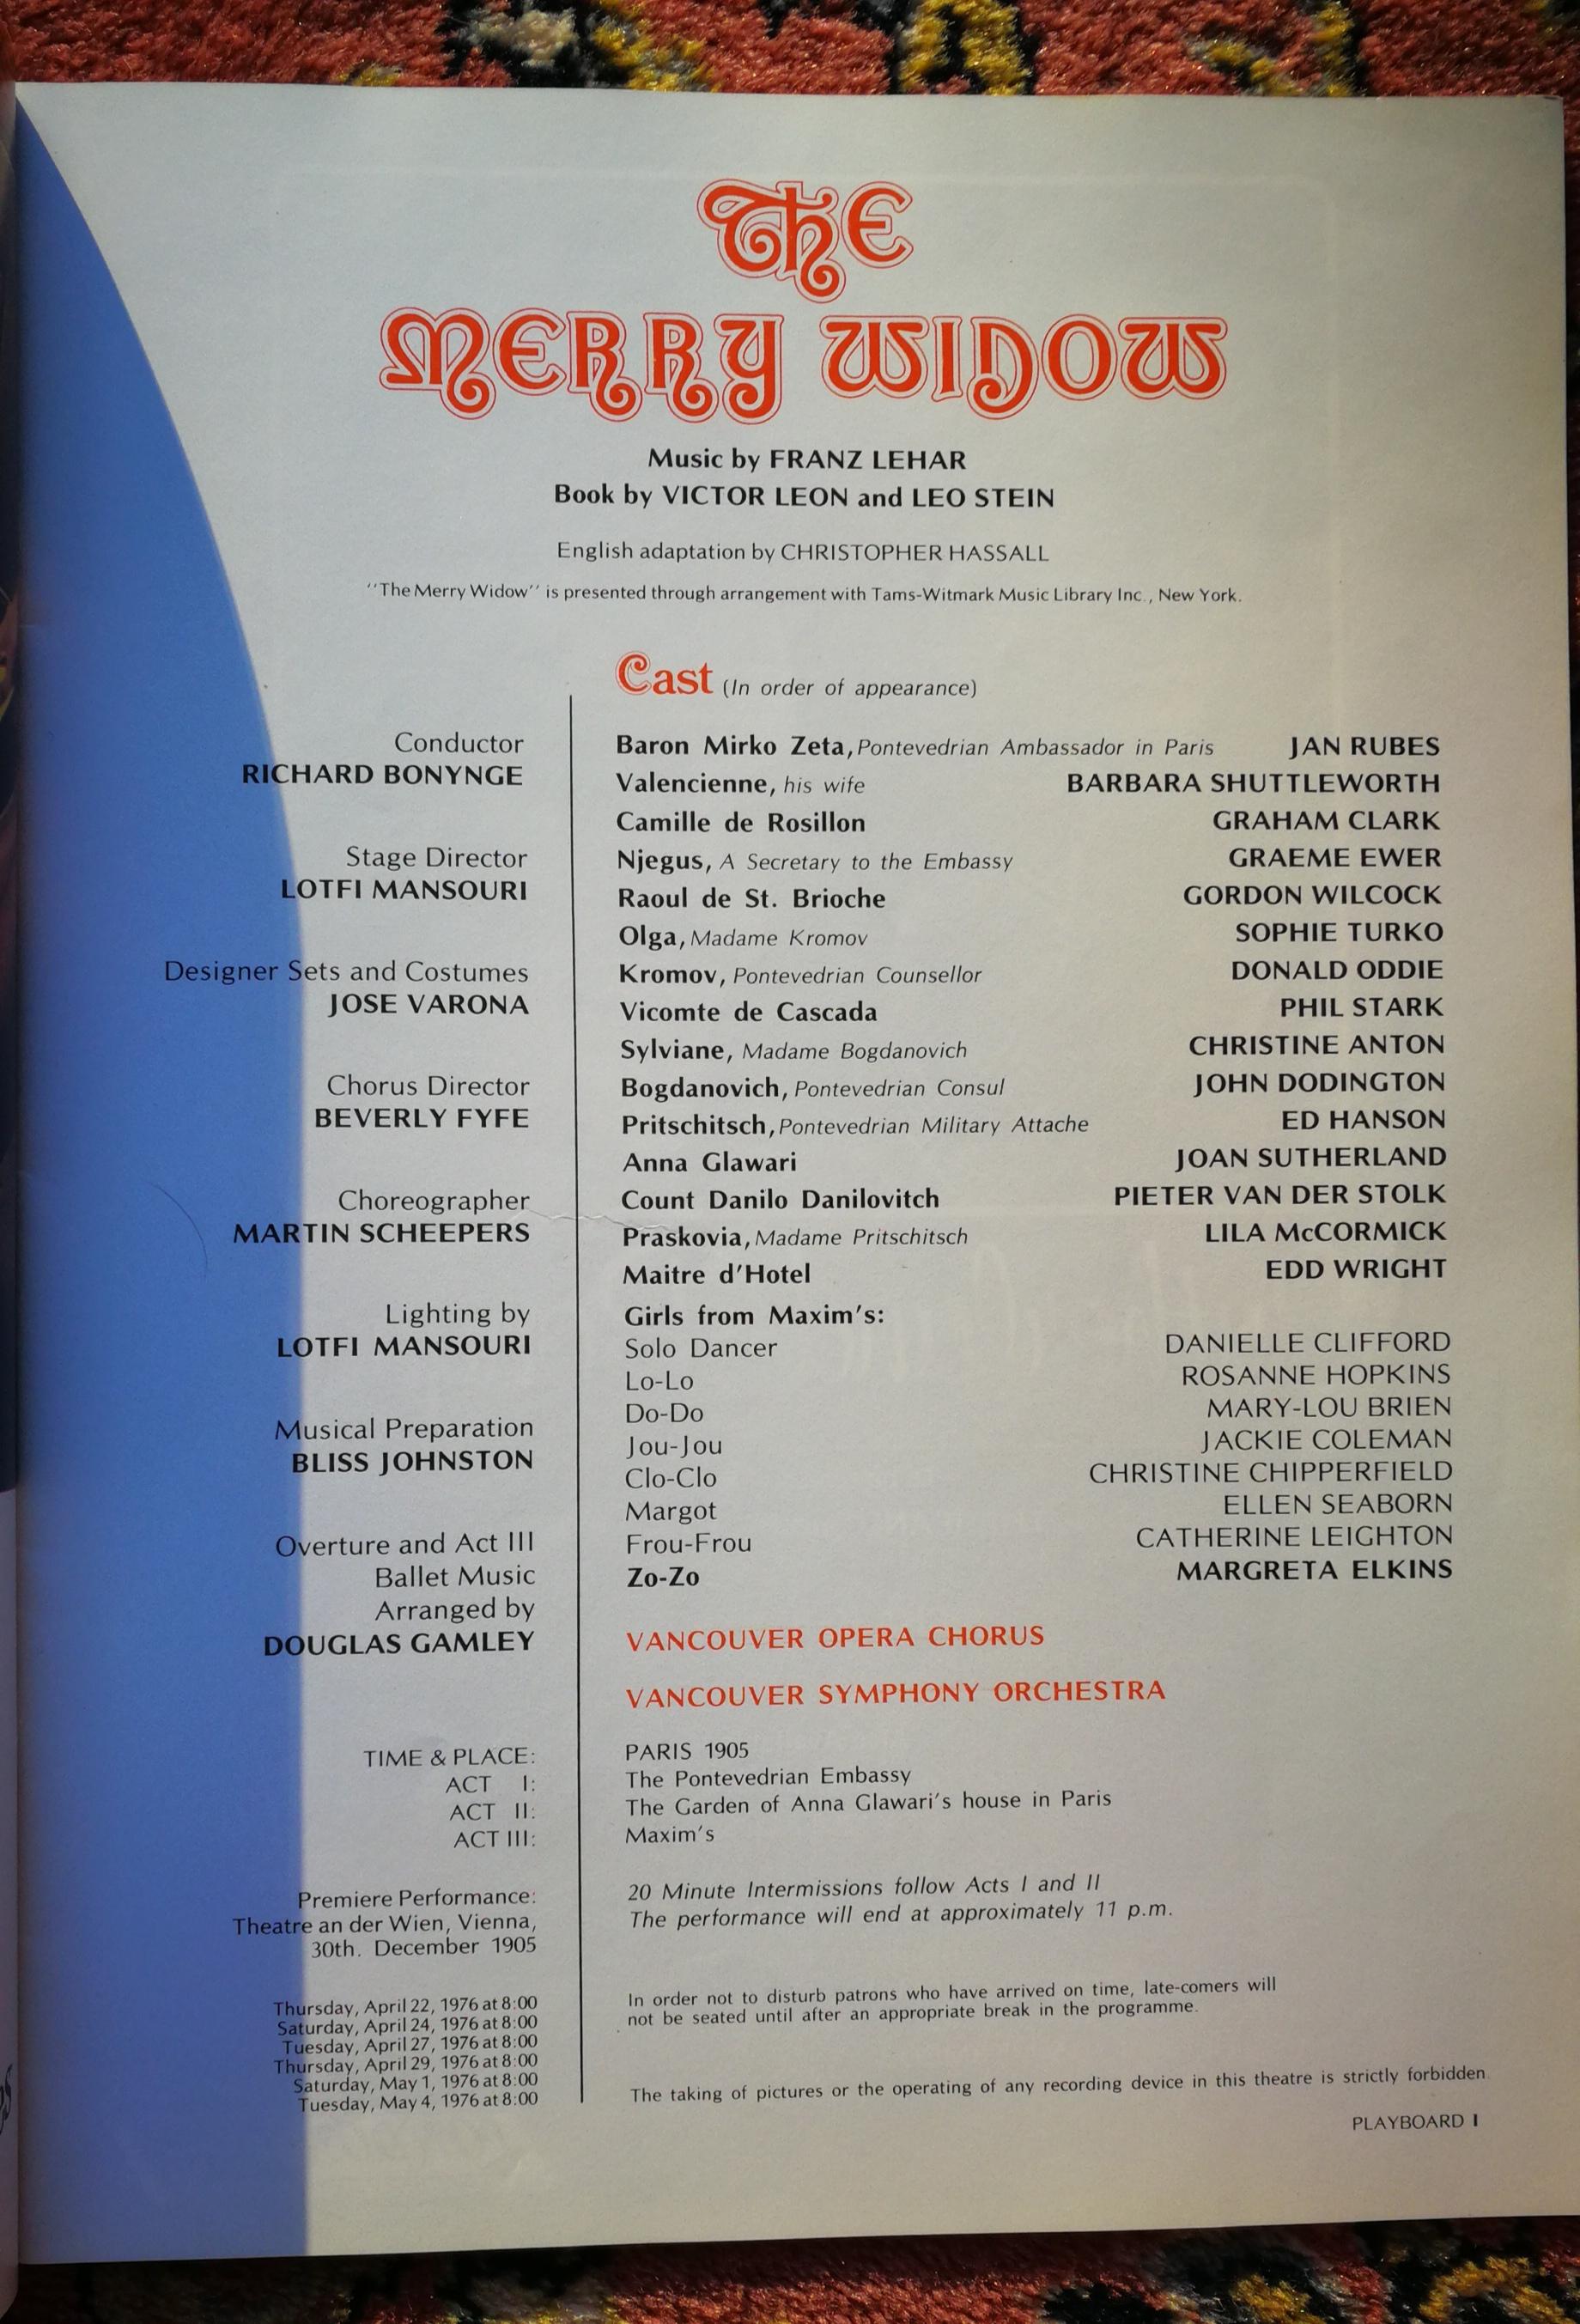 THE
MERRY WIDOW
Music by FRANZ LEHAR
Book by VICTOR LEON and LEO STEIN
English adaptation by CHRISTOPHER HASSALL
"The Merry Widow" is presented through arrangement with Tams-Witmark Music Library Inc., New York.
Conductor
RICHARD BONYNGE
Stage Director
LOTFI MANSOURI
Designer Sets and Costumes
JOSE VARONA
Chorus Director
BEVERLY FYFE
Choreographer
MARTIN SCHEEPERS
Lighting by
LOTFI MANSOURI
Musical Preparation
BLISS JOHNSTON
Overture and Act III
Ballet Music
Arranged by
DOUGLAS GAMLEY
Cast (In order of appearance)
Baron Mirko Zeta, Pontevedrian Ambassador in Paris JAN RUBES
Valencienne, his wife BARBARA SHUTTLEWORTH
Camille de Rosillon GRAHAM CLARK
Njegus, A Secretary to the Embassy GRAEME EWER
Raoul de St. Brioche GORDON WILCOCK
Olga, Madame Kromov SOPHIE TURKO
Kromov, Pontevedrian Counsellor DONALD ODDIE
Vicomte de Cascada PHIL STARK
Sylviane, Madame Bogdanovich CHRISTINE ANTON
Bogdanovich, Pontevedrian Consul JOHN DODINGTON
Pritschitsch, Pontevedrian Military Attache ED HANSON
Anna Glawari JOAN SUTHERLAND
Count Danilo Danilovitch PIETER VAN DER STOLK
Praskovia, Madame Pritschitsch LILA McCORMICK
Maitre d'Hotel EDD WRIGHT
Girls from Maxim's:
Solo Dancer DANIELLE CLIFFORD
Lo-Lo ROSANNE HOPKINS
Do-Do MARY-LOU BRIEN
Jou-Jou JACKIE COLEMAN
Clo-Clo CHRISTINE CHIPPERFIELD
Margot ELLEN SEABORN
Frou-Frou CATHERINE LEIGHTON
Zo-Zo MARGRETA ELKINS
VANCOUVER OPERA CHORUS
VANCOUVER SYMPHONY ORCHESTRA
TIME & PLACE: PARIS 1905
ACT I: The Pontevedrian Embassy
ACT II: The Garden of Anna Glawari's house in Paris
ACT III: Maxim's
Premiere Performance:
Theatre an der Wien, Vienna,
30th. December 1905
20 Minute Intermissions follow Acts I and II
The performance will end at approximately 11 p.m.
Thursday, April 22, 1976 at 8:00
Saturday, April 24, 1976 at 8:00
Tuesday, April 27, 1976 at 8:00
Thursday, April 29, 1976 at 8:00
Saturday, May 1, 1976 at 8:00
Tuesday, May 4, 1976 at 8:00
In order not to disturb patrons who have arrived on time, late-comers will
not be seated until after an appropriate break in the programme.
The taking of pictures or the operating of any recording device in this theatre is strictly forbidden.
PLAYBOARD I